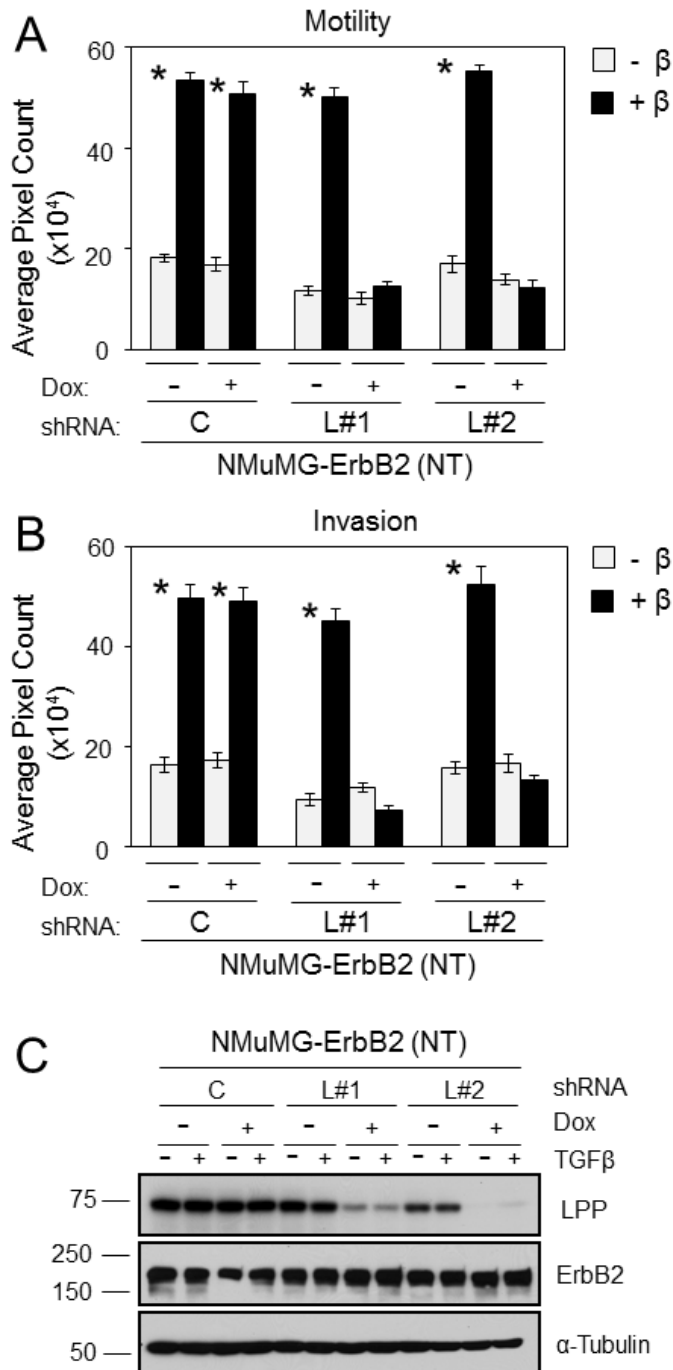 A
Motility
60
40
20
0
Average Pixel Count
(x10⁴)
* * * *
- β
+ β
Dox: - + - + - +
shRNA: C L#1 L#2
NMuMG-ErbB2 (NT)
B
Invasion
60
40
20
0
Average Pixel Count
(x10⁴)
* * * *
- β
+ β
Dox: - + - + - +
shRNA: C L#1 L#2
NMuMG-ErbB2 (NT)
C
NMuMG-ErbB2 (NT)
C L#1 L#2 shRNA
- + - + - + Dox
- + - + - + - + - + - + TGFβ
75 LPP
250
150
ErbB2
50 α-Tubulin